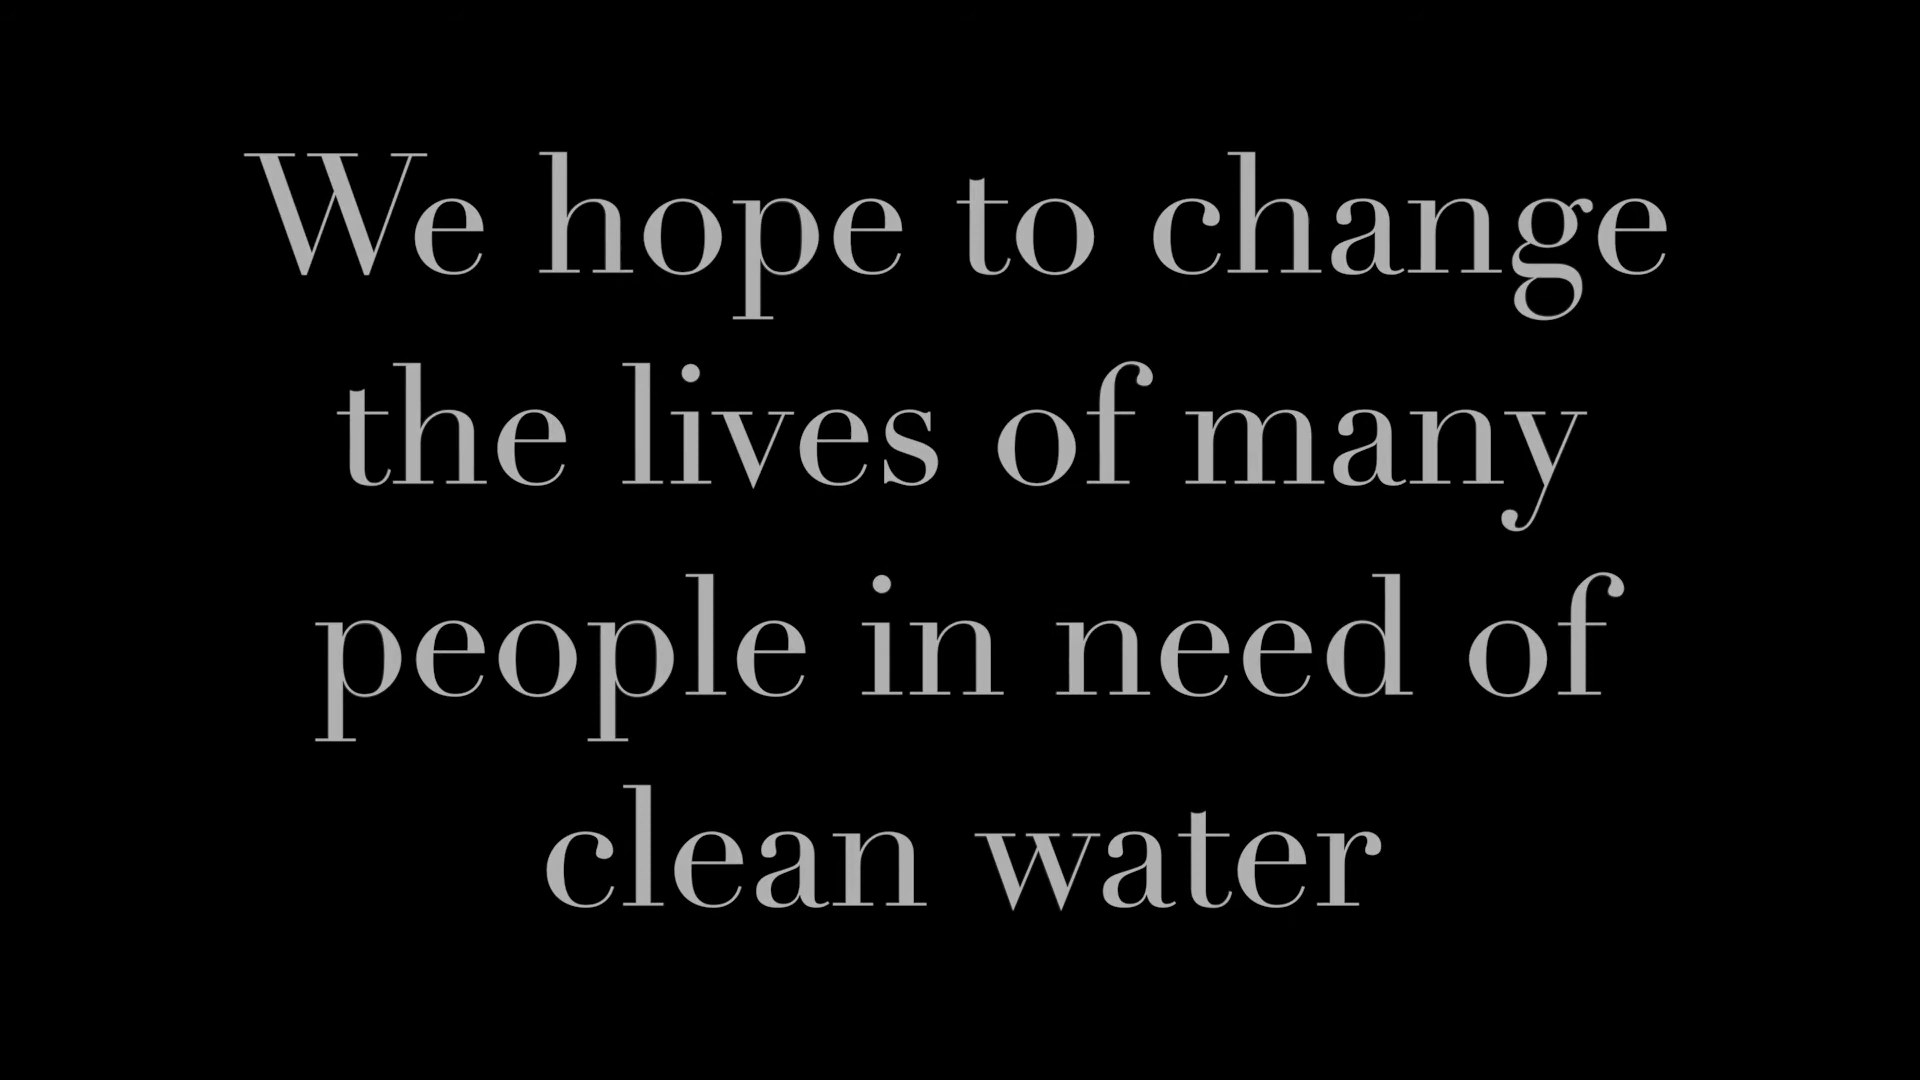 We hope to change
the lives of many
people in need of
clean water